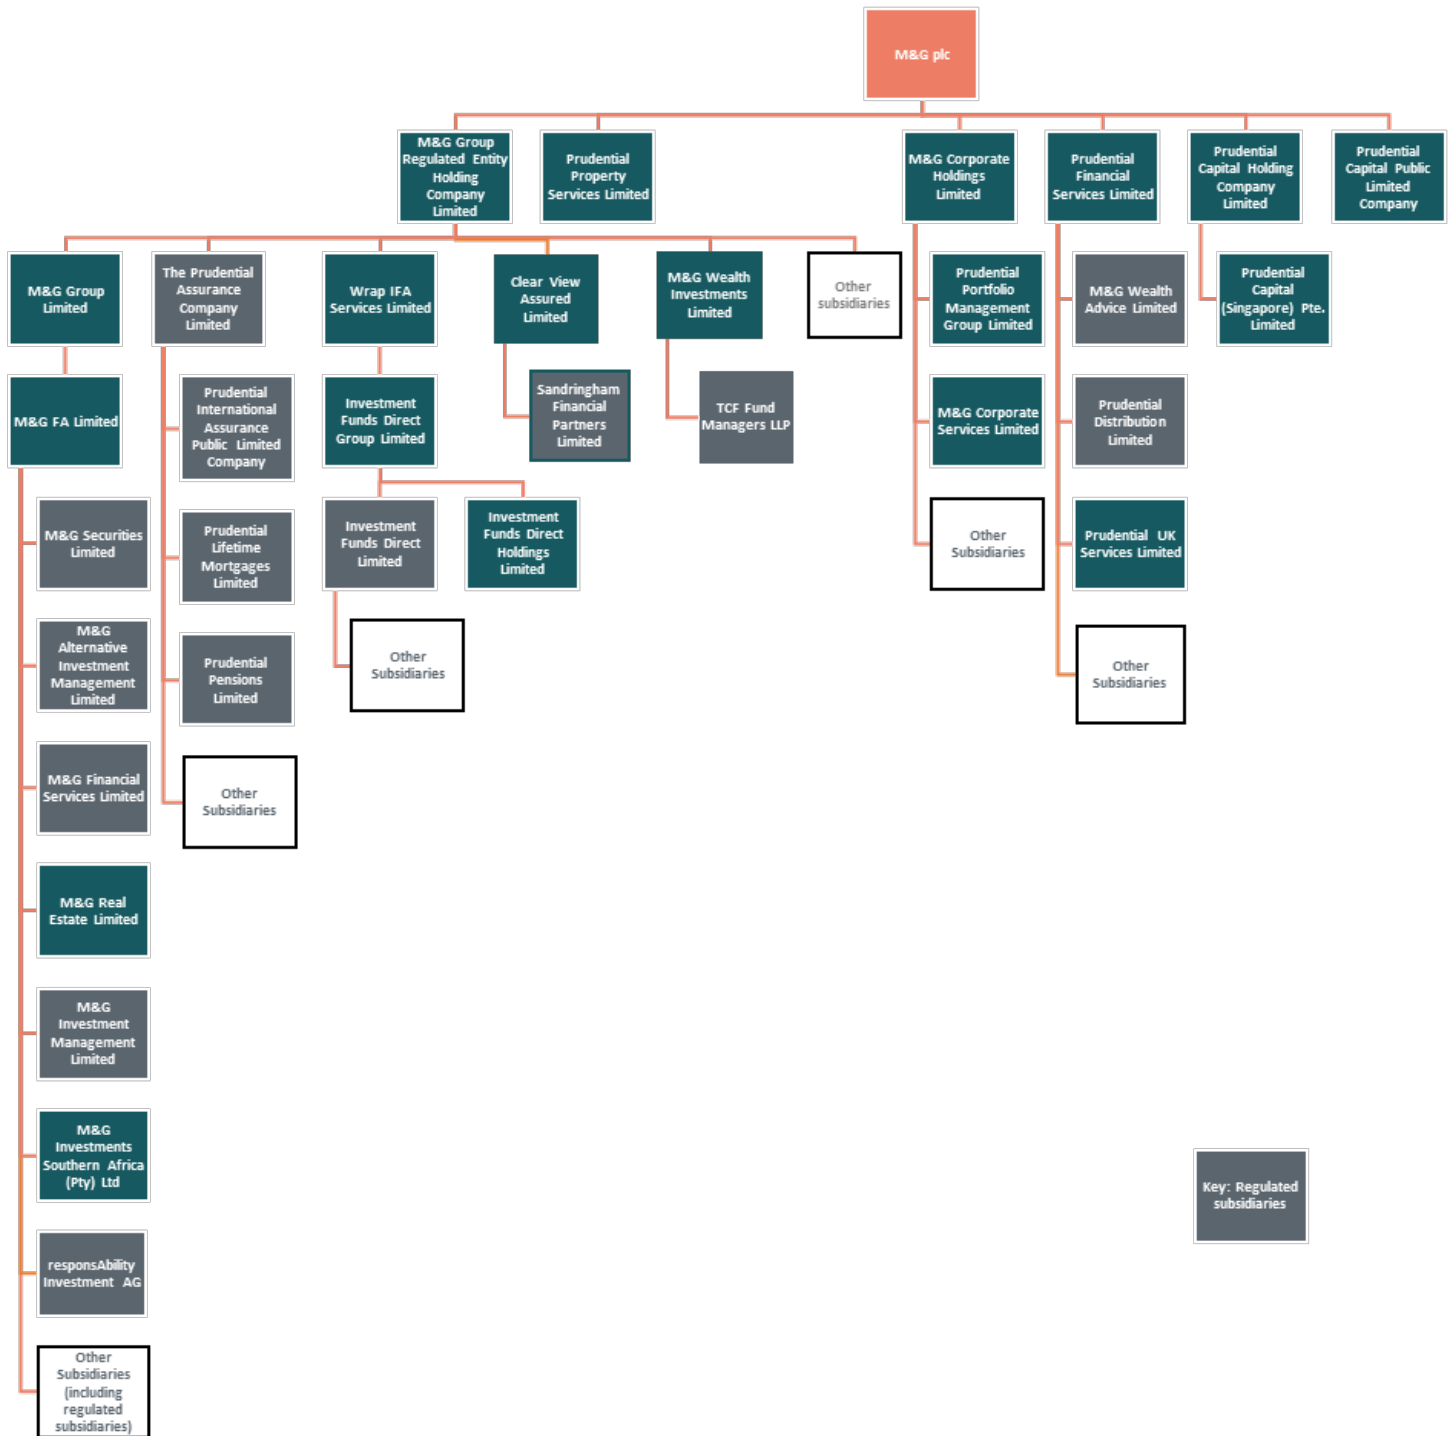 M&G plc
M&G Group
Regulated Entity
Holding
Company
Limited
Prudential
Property
Services Limited
M&G Corporate
Holdings
Limited
Prudential
Financial
Services Limited
Prudential
Capital Holding
Company
Limited
Prudential
Capital Public
Limited
Company
M&G Group
Limited
The Prudential
Assurance
Company
Limited
Wrap IFA
Services Limited
Clear View
Assured
Limited
M&G Wealth
Investments
Limited
Other
subsidiaries
Prudential
Portfolio
Management
Group Limited
M&G Wealth
Advice Limited
Prudential
Capital
(Singapore) Pte.
Limited
M&G FA Limited
Prudential
International
Assurance
Public Limited
Company
Investment
Funds Direct
Group Limited
Sandringham
Financial
Partners
Limited
TCF Fund
Managers LLP
M&G Corporate
Services Limited
Prudential
Distribution
Limited
M&G Securities
Limited
Prudential
Lifetime
Mortgages
Limited
Investment
Funds Direct
Limited
Investment
Funds Direct
Holdings
Limited
Other
Subsidiaries
Prudential UK
Services Limited
M&G
Alternative
Investment
Management
Limited
Prudential
Pensions
Limited
Other
Subsidiaries
Other
Subsidiaries
M&G Financial
Services Limited
Other
Subsidiaries
M&G Real
Estate Limited
M&G
Investment
Management
Limited
M&G
Investments
Southern Africa
(Pty) Ltd
Key: Regulated
subsidiaries
responsAbility
Investment AG
Other
Subsidiaries
(including
regulated
subsidiaries)